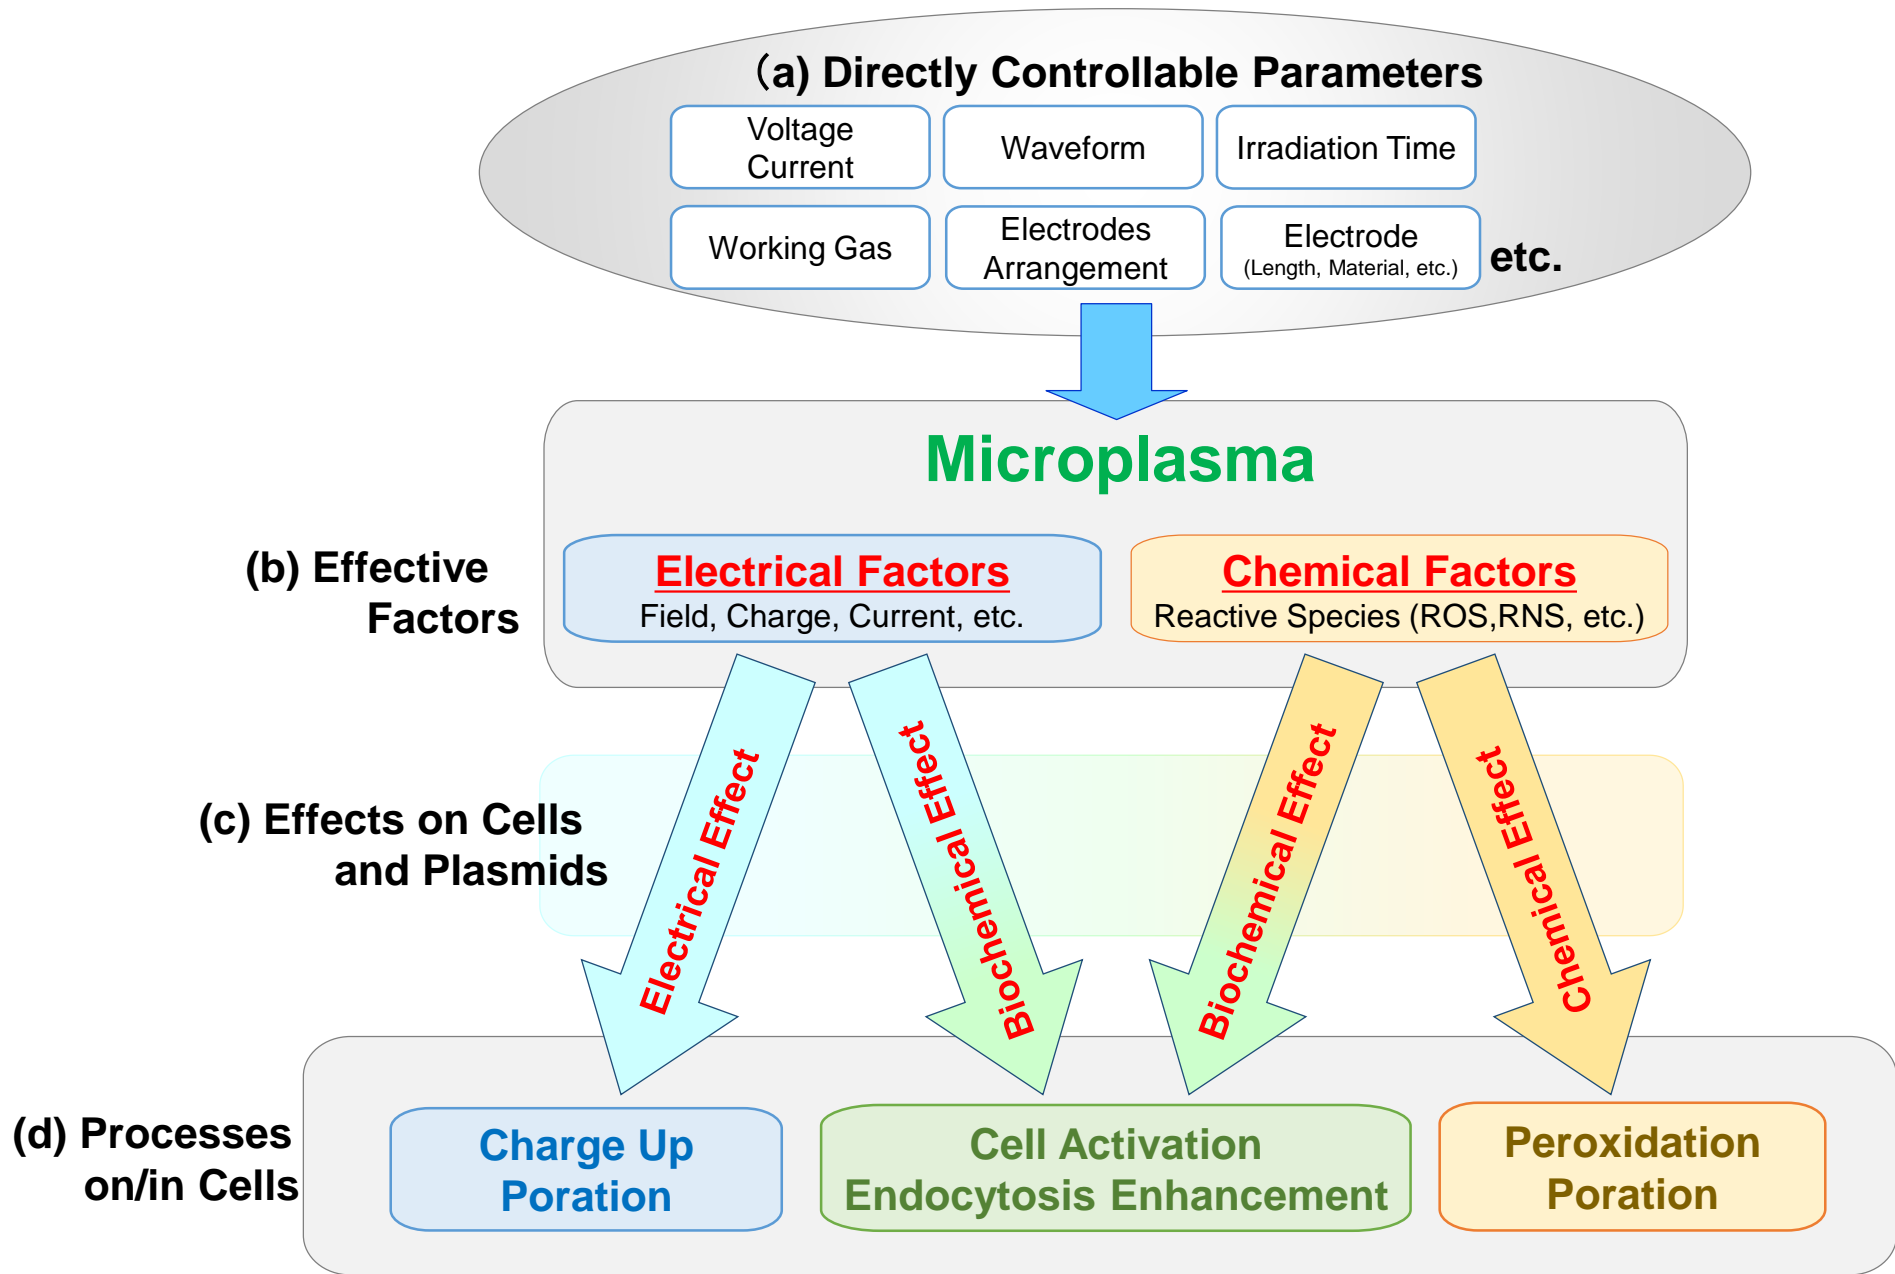 （a) Directly Controllable Parameters
Voltage
Current
Waveform
Irradiation Time
Working Gas
Electrodes
Arrangement
Electrode
(Length, Material, etc.)
etc.
Microplasma
(b) Effective
Factors
Electrical Factors
Field, Charge, Current, etc.
Chemical Factors
Reactive Species (ROS,RNS, etc.)
(c) Effects on Cells
and Plasmids
Electrical Effect
Biochemical Effect
Biochemical Effect
Chemical Effect
(d) Processes
on/in Cells
Charge Up
Poration
Cell Activation
Endocytosis Enhancement
Peroxidation
Poration